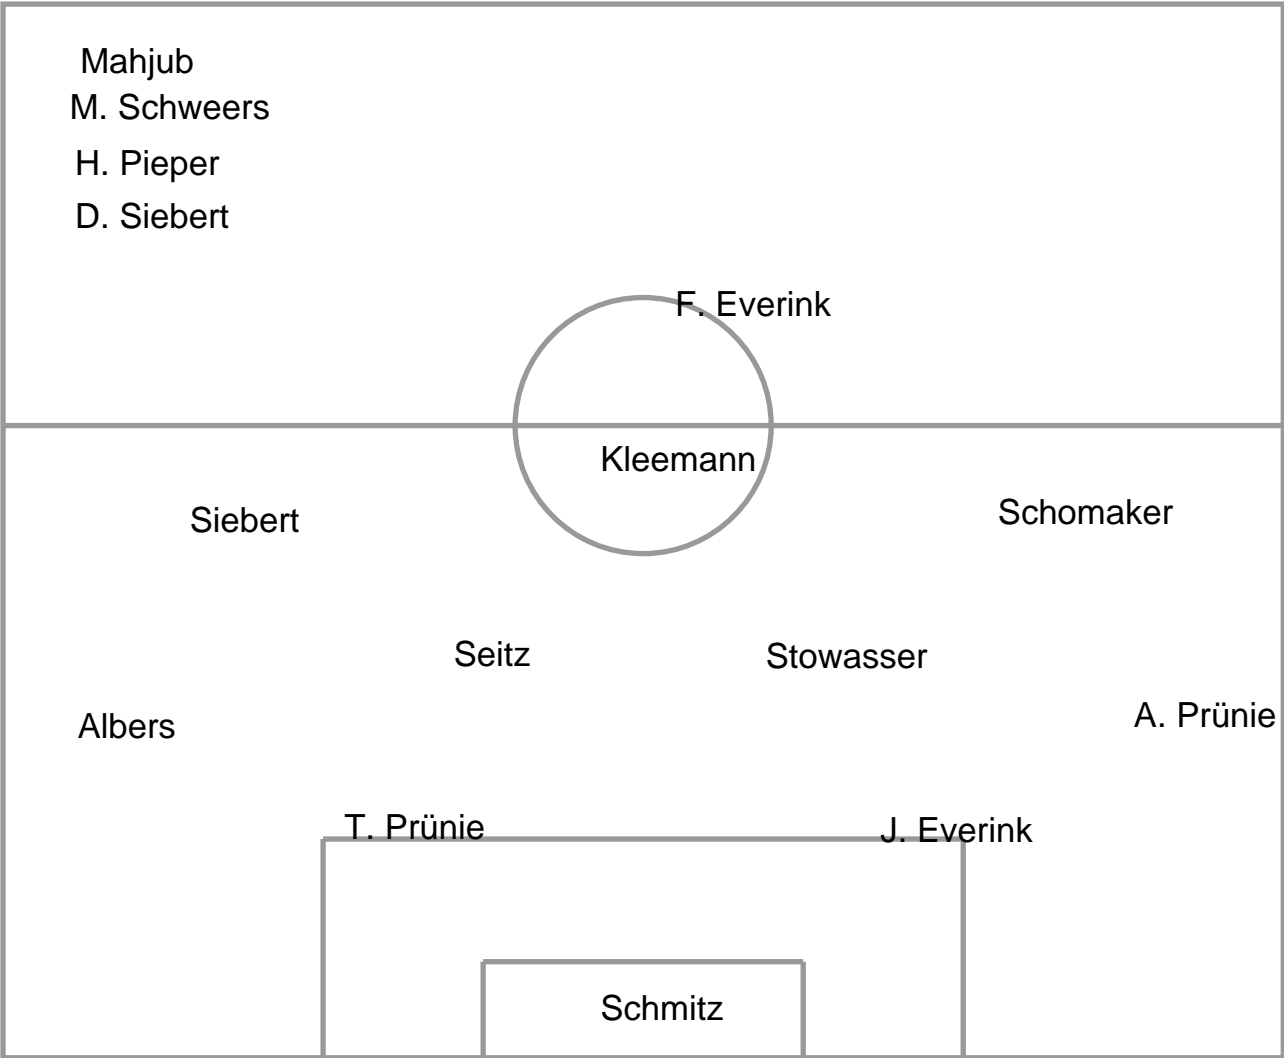 Mahjub
M. Schweers
H. Pieper
D. Siebert
F. Everink
Kleemann
Siebert
Schomaker
Seitz
Stowasser
Albers
A. Prünie
T. Prünie
J. Everink
Schmitz